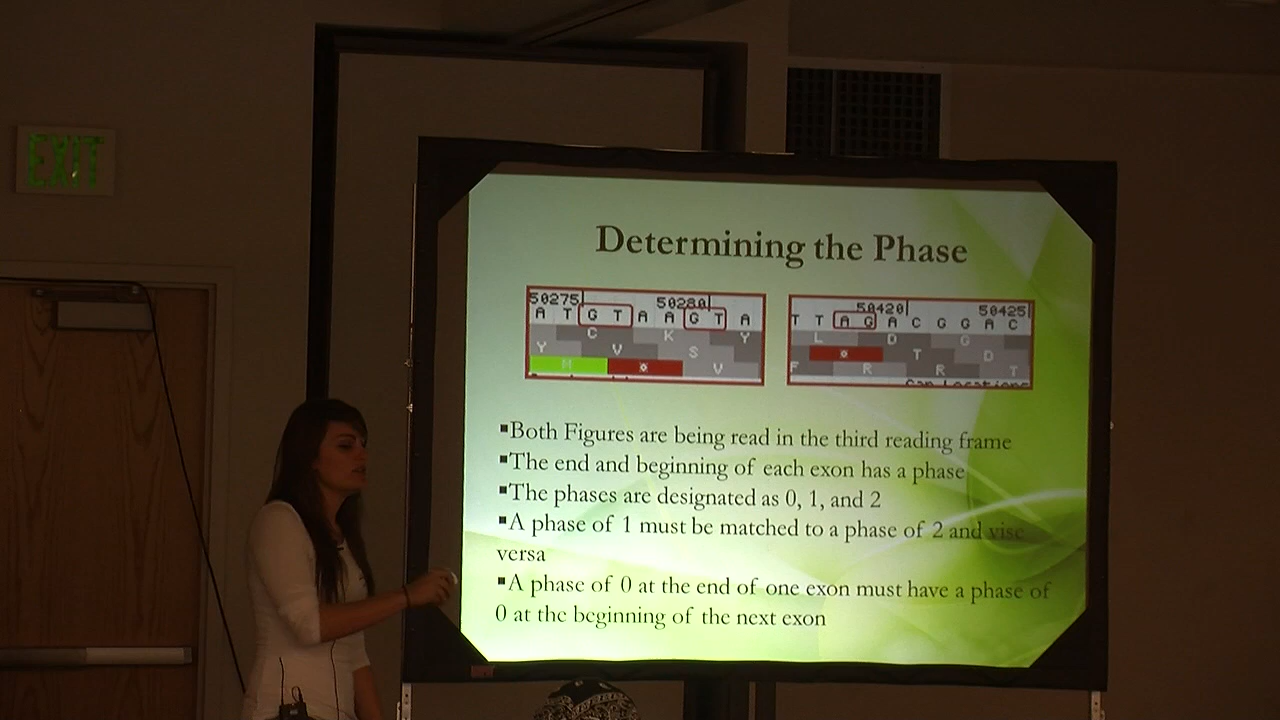 EXIT
Determining the Phase
50275 50280
A T G T A A G T A
C K Y
Y V S
M V
50420 50425
T T A G A C G G A C
L D G
T D
F R R T
▪Both Figures are being read in the third reading frame
▪The end and beginning of each exon has a phase
▪The phases are designated as 0, 1, and 2
▪A phase of 1 must be matched to a phase of 2 and vise
versa
▪A phase of 0 at the end of one exon must have a phase of
0 at the beginning of the next exon